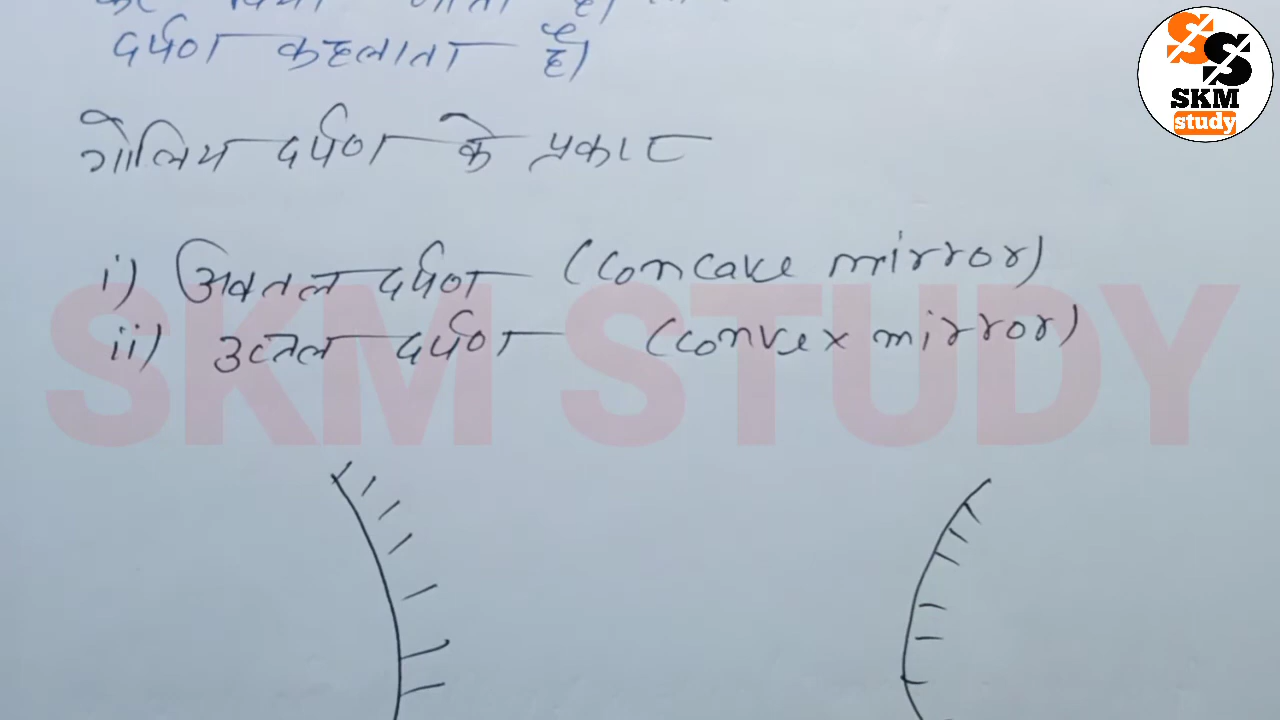 दर्पण कहलाता है।
गोलिय दर्पण के प्रकार
i) अवतल दर्पण (concave mirror)
ii) उत्तल दर्पण (convex mirror)
SKM STUDY
SS
SKM
study